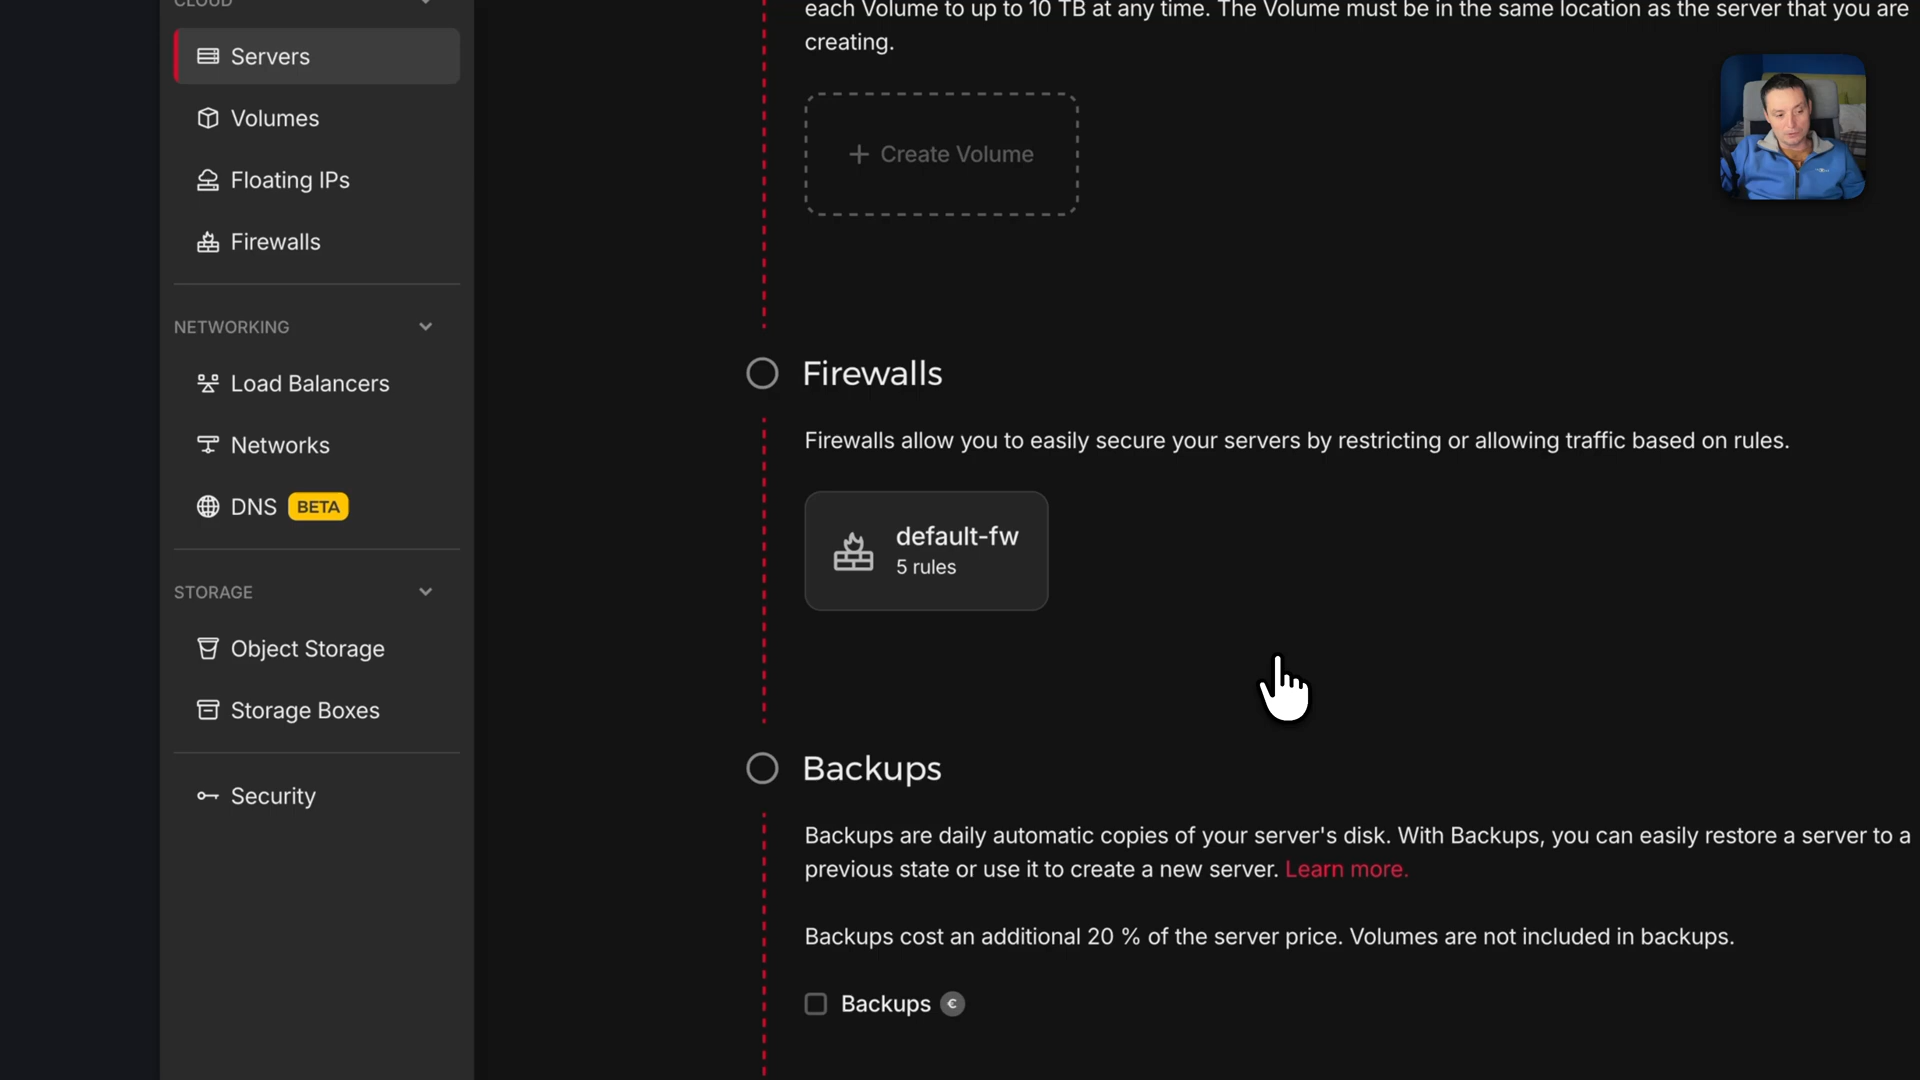 CLOUD
Servers
Volumes
Floating IPs
Firewalls
NETWORKING
Load Balancers
Networks
DNS BETA
STORAGE
Object Storage
Storage Boxes
Security
each Volume to up to 10 TB at any time. The Volume must be in the same location as the server that you are
creating.
+ Create Volume
Firewalls
Firewalls allow you to easily secure your servers by restricting or allowing traffic based on rules.
default-fw
5 rules
Backups
Backups are daily automatic copies of your server's disk. With Backups, you can easily restore a server to a
previous state or use it to create a new server. Learn more.
Backups cost an additional 20 % of the server price. Volumes are not included in backups.
Backups €